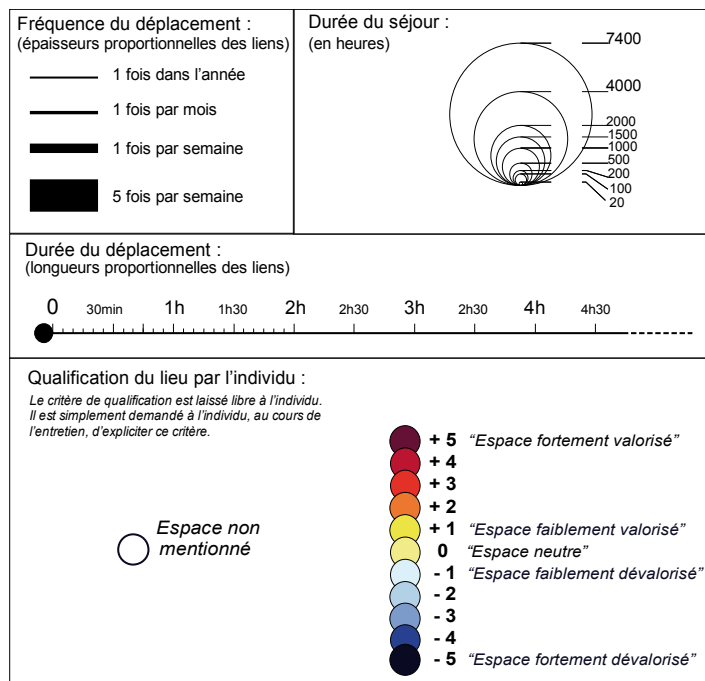 Fréquence du déplacement :
(épaisseurs proportionnelles des liens)
1 fois dans l'année
1 fois par mois
1 fois par semaine
5 fois par semaine
Durée du séjour :
(en heures)
7400
4000
2000
1500
1000
500
200
100
20
Durée du déplacement :
(longueurs proportionnelles des liens)
0 30min 1h 1h30 2h 2h30 3h 2h30 4h 4h30
Qualification du lieu par l'individu :
Le critère de qualification est laissé libre à l'individu.
Il est simplement demandé à l'individu, au cours de
l'entretien, d'expliciter ce critère.
Espace non
mentionné
+ 5 “Espace fortement valorisé”
+ 4
+ 3
+ 2
+ 1 “Espace faiblement valorisé”
0 “Espace neutre”
- 1 “Espace faiblement dévalorisé”
- 2
- 3
- 4
- 5 “Espace fortement dévalorisé”